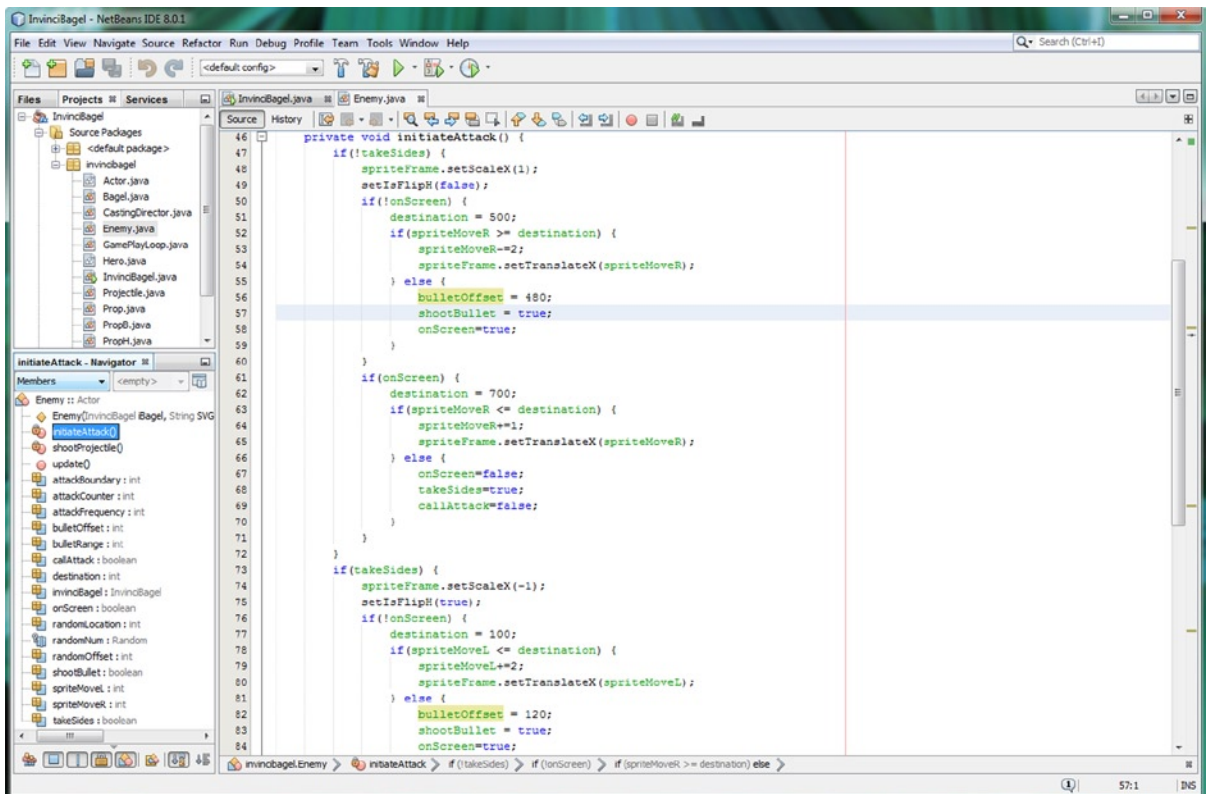 InvinciBagel - NetBeans IDE 8.0.1
File Edit View Navigate Source Refactor Run Debug Profile Team Tools Window Help
Search (Ctrl+I)
<default config>
Files Projects Services
InvinciBagel
Source Packages
<default package>
invincibagel
Actor.java
Bagel.java
CastingDirector.java
Enemy.java
GamePlayLoop.java
Hero.java
InvinciBagel.java
Projectile.java
Prop.java
PropB.java
PropH.java
initiateAttack - Navigator
Members <empty>
Enemy :: Actor
Enemy(InvinciBagel iBagel, String SVG
initiateAttack()
shootProjectile()
update()
attackBoundary : int
attackCounter : int
attackFrequency : int
bulletOffset : int
bulletRange : int
callAttack : boolean
destination : int
invinciBagel : InvinciBagel
onScreen : boolean
randomLocation : int
randomNum : Random
randomOffset : int
shootBullet : boolean
spriteMoveL : int
spriteMoveR : int
takeSides : boolean
InvinciBagel.java Enemy.java
Source History
46 private void initiateAttack() {
47 if(!takeSides) {
48 spriteFrame.setScaleX(1);
49 setIsFlipH(false);
50 if(!onScreen) {
51 destination = 500;
52 if(spriteMoveR >= destination) {
53 spriteMoveR-=2;
54 spriteFrame.setTranslateX(spriteMoveR);
55 } else {
56 bulletOffset = 480;
57 shootBullet = true;
58 onScreen=true;
59 }
60 }
61 if(onScreen) {
62 destination = 700;
63 if(spriteMoveR <= destination) {
64 spriteMoveR+=1;
65 spriteFrame.setTranslateX(spriteMoveR);
66 } else {
67 onScreen=false;
68 takeSides=true;
69 callAttack=false;
70 }
71 }
72 }
73 if(takeSides) {
74 spriteFrame.setScaleX(-1);
75 setIsFlipH(true);
76 if(!onScreen) {
77 destination = 100;
78 if(spriteMoveL <= destination) {
79 spriteMoveL+=2;
80 spriteFrame.setTranslateX(spriteMoveL);
81 } else {
82 bulletOffset = 120;
83 shootBullet = true;
84 onScreen=true;
invincibagel.Enemy initiateAttack if (!takeSides) if (!onScreen) if (spriteMoveR >= destination) else
1 57:1 INS